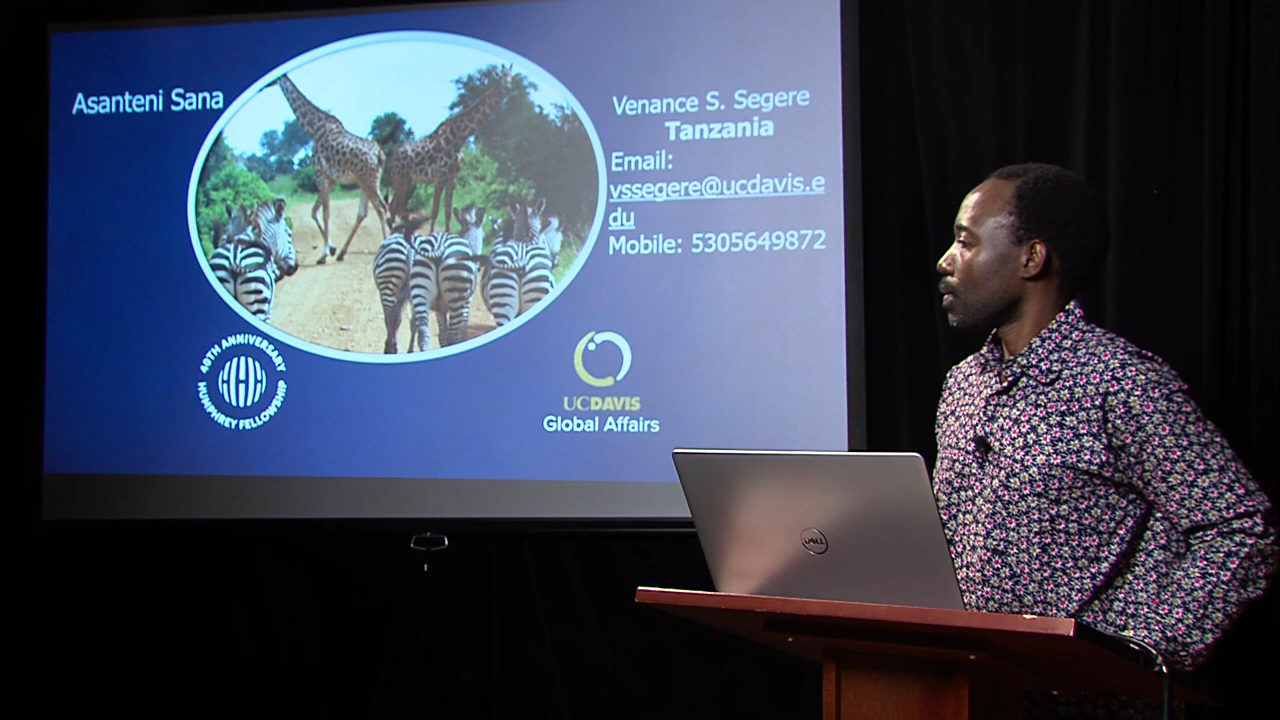 Asanteni Sana
Venance S. Segere
Tanzania
Email:
vssegere@ucdavis.e
du
Mobile: 5305649872
40TH ANNIVERSARY
HUMPHREY FELLOWSHIP
UCDAVIS
Global Affairs
DELL